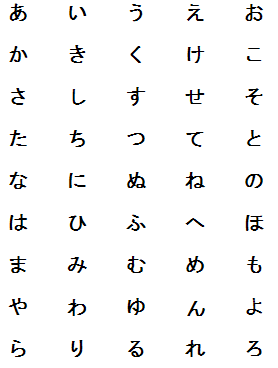 あ い う え お
か き く け こ
さ し す せ そ
た ち つ て と
な に ぬ ね の
は ひ ふ へ ほ
ま み む め も
や わ ゆ ん よ
ら り る れ ろ